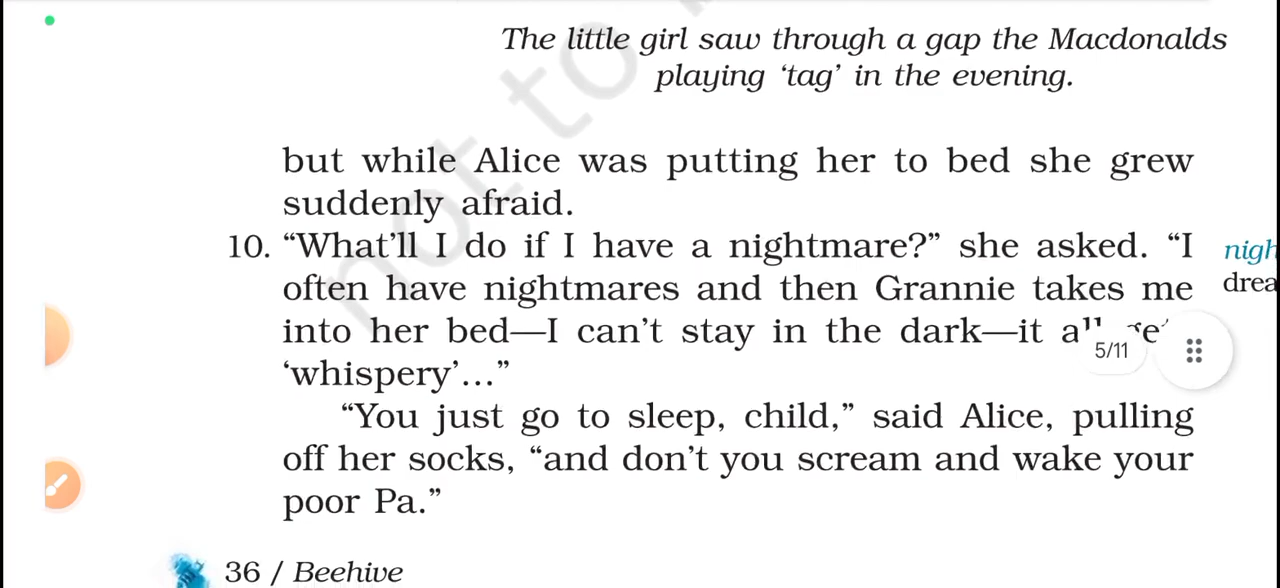 The little girl saw through a gap the Macdonalds
playing ‘tag’ in the evening.
but while Alice was putting her to bed she grew
suddenly afraid.
10. “What’ll I do if I have a nightmare?” she asked. “I
often have nightmares and then Grannie takes me
into her bed—I can’t stay in the dark—it
‘whispery’...”
“You just go to sleep, child,” said Alice, pulling
off her socks, “and don’t you scream and wake your
poor Pa.”
36 / Beehive
5/11
not to